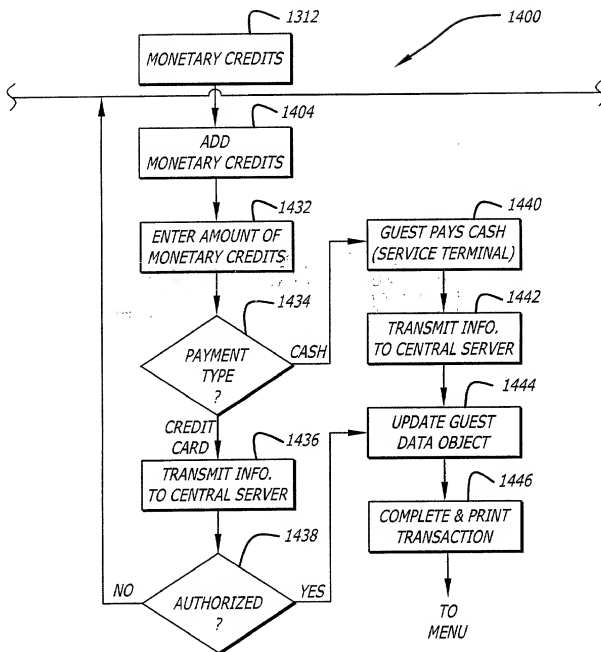 1312
1400
MONETARY CREDITS
1404
ADD
MONETARY CREDITS
1432
ENTER AMOUNT OF
MONETARY CREDITS
1434
PAYMENT
TYPE
?
CASH
1440
GUEST PAYS CASH
(SERVICE TERMINAL)
1442
TRANSMIT INFO.
TO CENTRAL SERVER
CREDIT
CARD
1436
TRANSMIT INFO.
TO CENTRAL SERVER
1444
UPDATE GUEST
DATA OBJECT
1438
AUTHORIZED
?
NO
YES
1446
COMPLETE & PRINT
TRANSACTION
TO
MENU